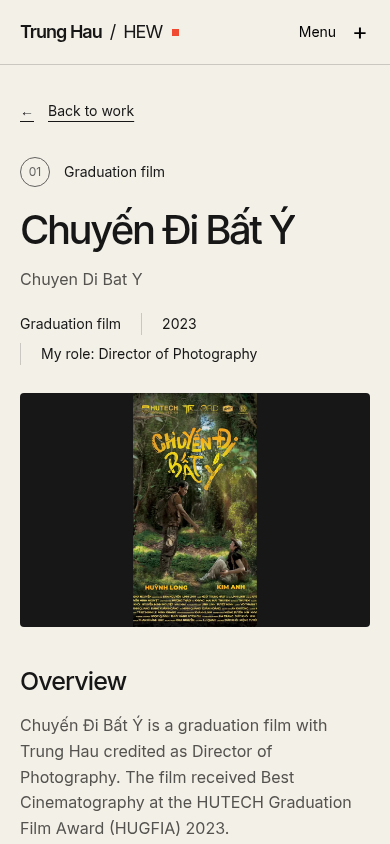 Trung Hau / HEW
Menu +
← Back to work
01 Graduation film
Chuyến Đi Bất Ý
Chuyen Di Bat Y
Graduation film
2023
My role: Director of Photography
HUTECH
CHUYẾN ĐI
BẤT Ý
HUỲNH LONG
KIM ANH
Overview
Chuyến Đi Bất Ý is a graduation film with
Trung Hau credited as Director of
Photography. The film received Best
Cinematography at the HUTECH Graduation
Film Award (HUGFIA) 2023.